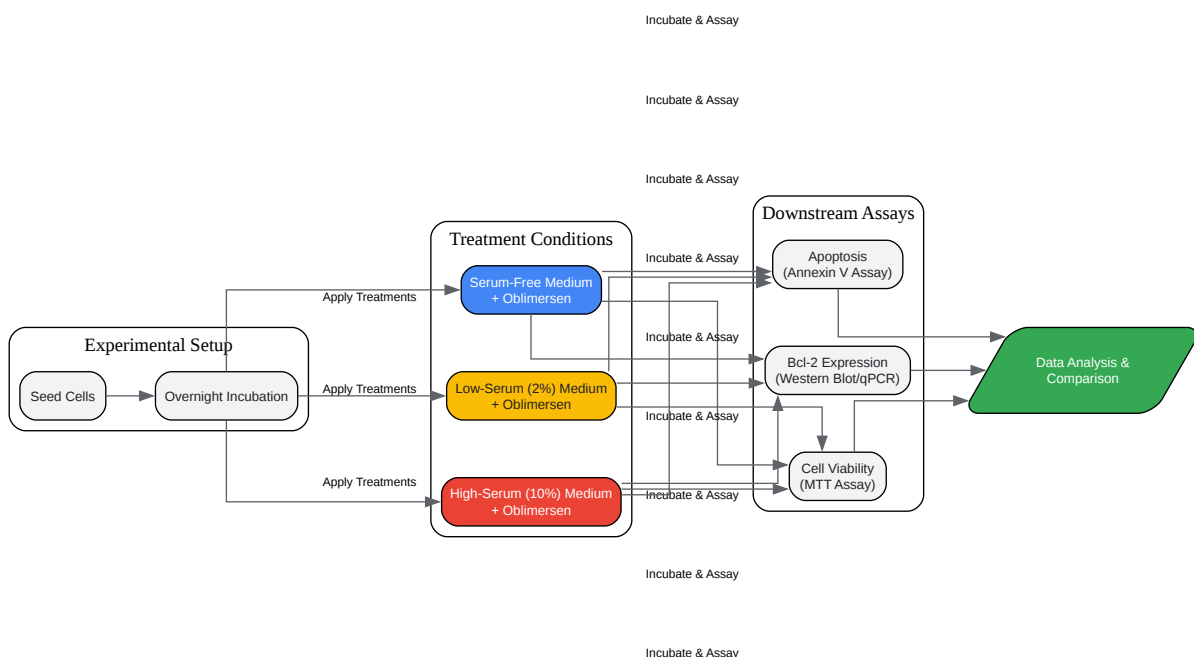 Incubate & Assay
Incubate & Assay
Incubate & Assay
Downstream Assays
Treatment Conditions
Apoptosis
(Annexin V Assay)
Incubate & Assay
Serum-Free Medium
+ Oblimersen
Apply Treatments
Incubate & Assay
Experimental Setup
Bcl-2 Expression
(Western Blot/qPCR)
Data Analysis &
Comparison
Seed Cells
Overnight Incubation
Apply Treatments
Low-Serum (2%) Medium
+ Oblimersen
Incubate & Assay
Cell Viability
(MTT Assay)
Apply Treatments
High-Serum (10%) Medium
+ Oblimersen
Incubate & Assay
Incubate & Assay
Incubate & Assay